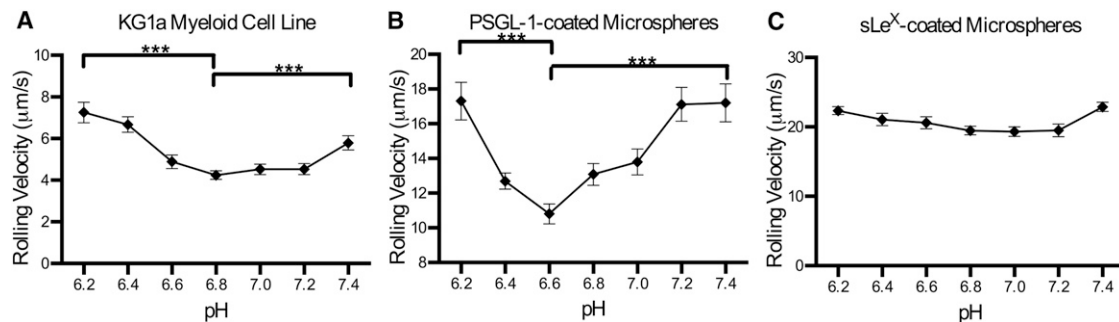 A
KG1a Myeloid Cell Line
Rolling Velocity (μm/s)
10
8
6
4
2
0
***
***
6.2 6.4 6.6 6.8 7.0 7.2 7.4
pH
B
PSGL-1-coated Microspheres
Rolling Velocity (μm/s)
20
18
16
14
12
10
8
***
***
6.2 6.4 6.6 6.8 7.0 7.2 7.4
pH
C
sLeX-coated Microspheres
Rolling Velocity (μm/s)
30
20
10
0
6.2 6.4 6.6 6.8 7.0 7.2 7.4
pH